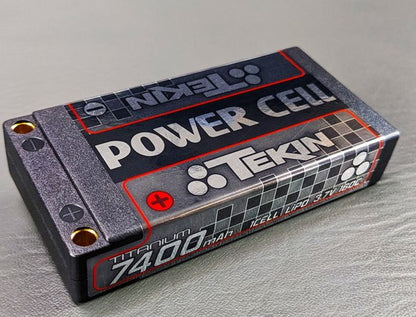 TEKIN
POWER CELL
TEKIN
TITANIUM
7400mAh 1CELL LIPO 3.7V 160C